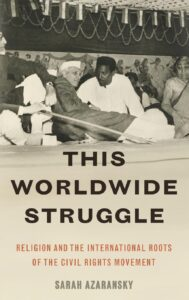 THIS
WORLDWIDE
STRUGGLE
RELIGION AND THE INTERNATIONAL ROOTS
OF THE CIVIL RIGHTS MOVEMENT
SARAH AZARANSKY